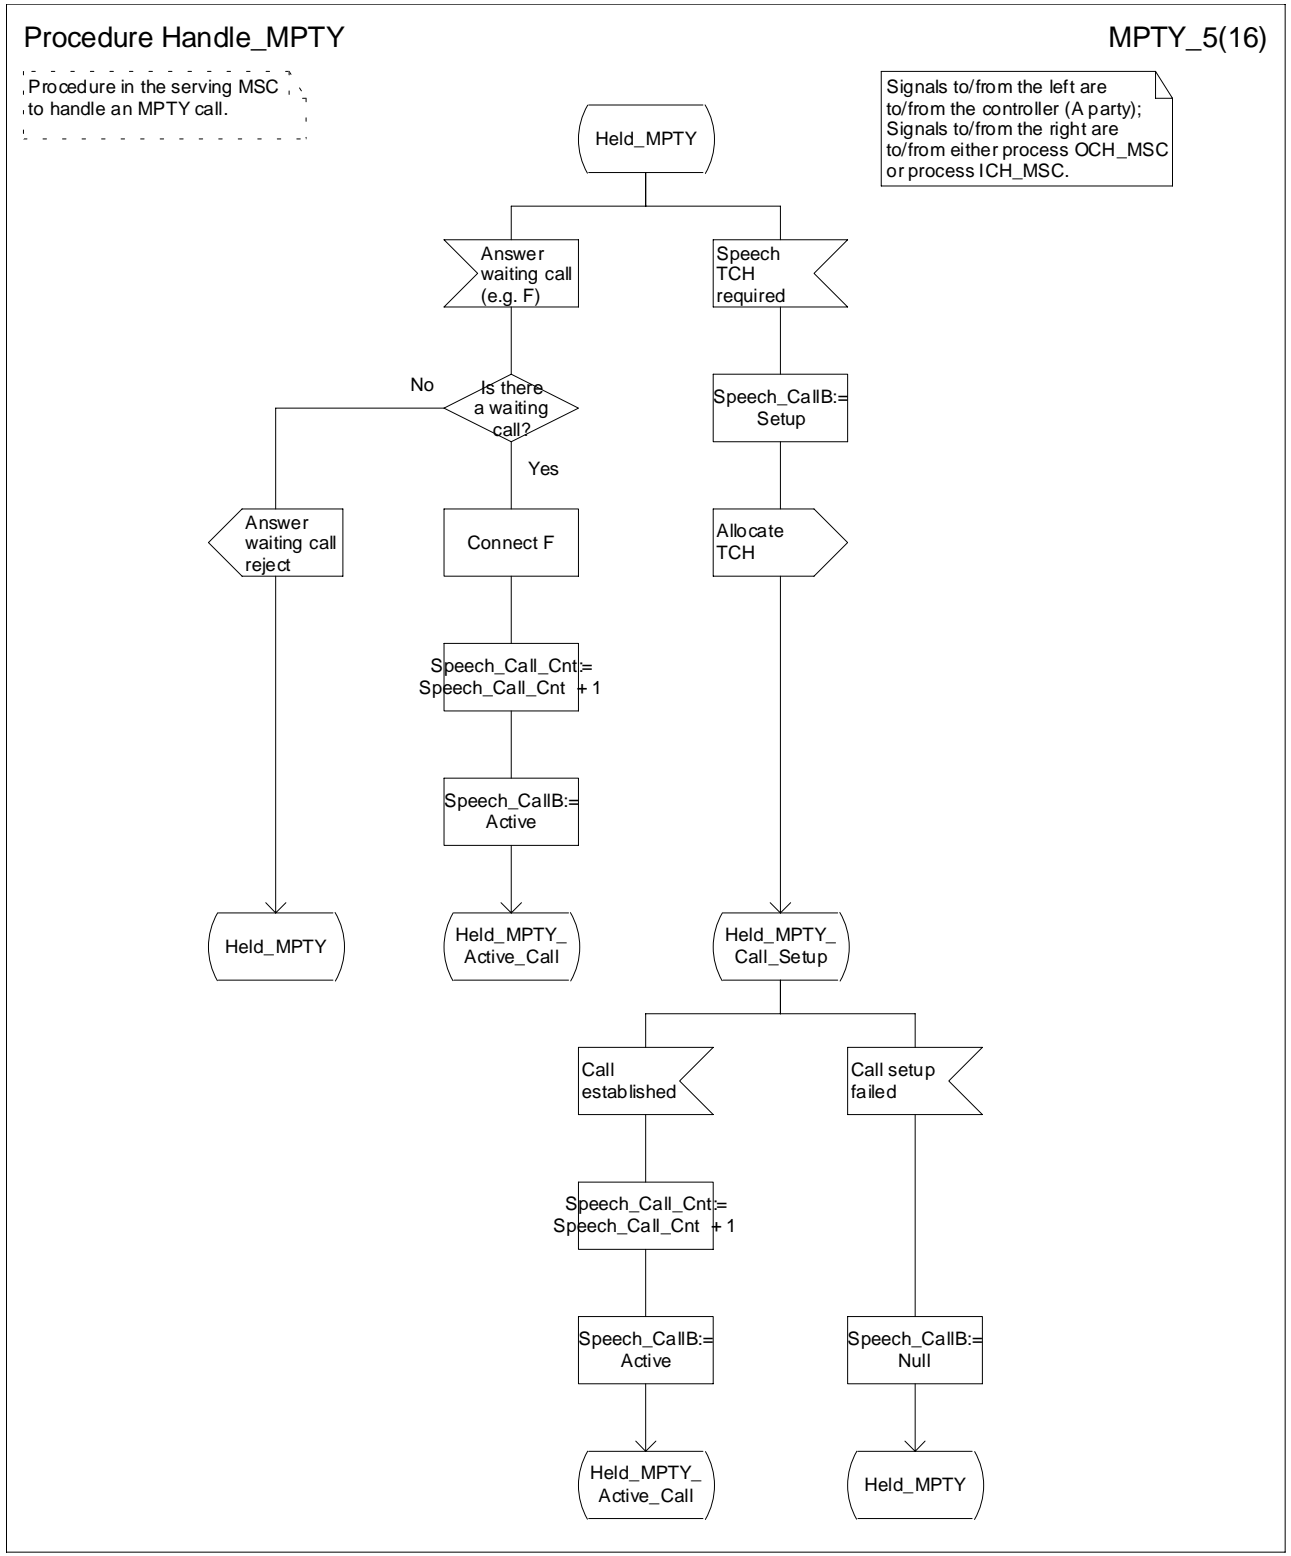 Procedure Handle_MPTY
MPTY_5(16)
Procedure in the serving MSC
to handle an MPTY call.
Signals to/from the left are
to/from the controller (A party);
Signals to/from the right are
to/from either process OCH_MSC
or process ICH_MSC.
Held_MPTY
Answer
waiting call
(e.g. F)
Speech
TCH
required
No
Is there
a waiting
call?
Speech_CallB:=
Setup
Yes
Answer
waiting call
reject
Connect F
Allocate
TCH
Speech_Call_Cnt:=
Speech_Call_Cnt + 1
Speech_CallB:=
Active
Held_MPTY
Held_MPTY_
Active_Call
Held_MPTY_
Call_Setup
Call
established
Call setup
failed
Speech_Call_Cnt:=
Speech_Call_Cnt + 1
Speech_CallB:=
Active
Speech_CallB:=
Null
Held_MPTY_
Active_Call
Held_MPTY